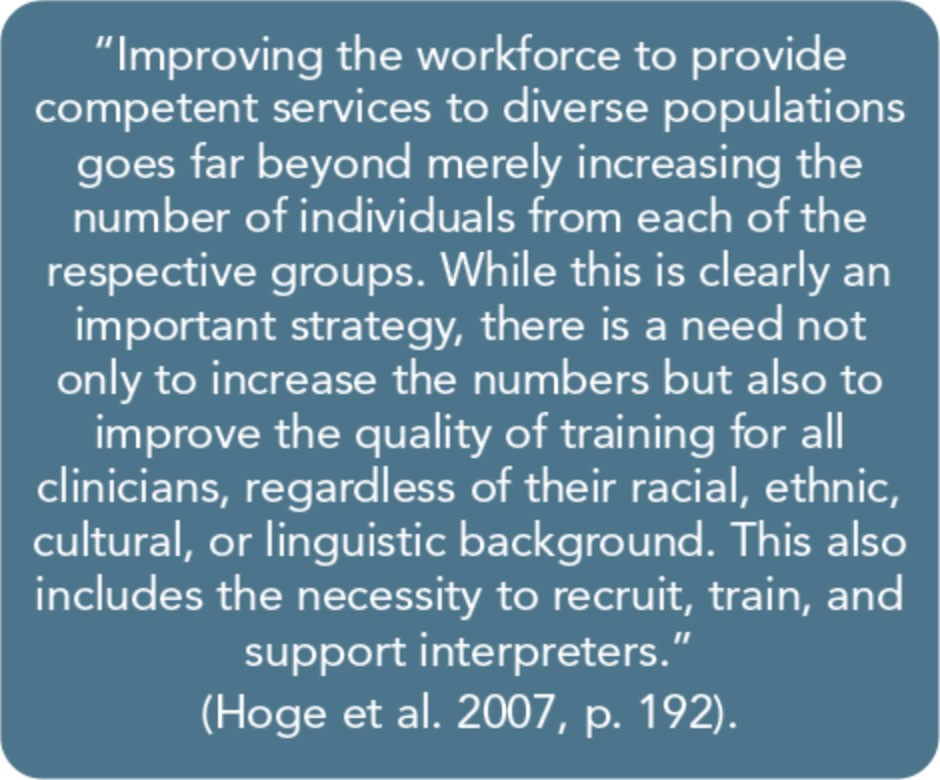 “Improving the workforce to provide
competent services to diverse populations
goes far beyond merely increasing the
number of individuals from each of the
respective groups. While this is clearly an
important strategy, there is a need not
only to increase the numbers but also to
improve the quality of training for all
clinicians, regardless of their racial, ethnic,
cultural, or linguistic background. This also
includes the necessity to recruit, train, and
support interpreters.”
(Hoge et al. 2007, p. 192).